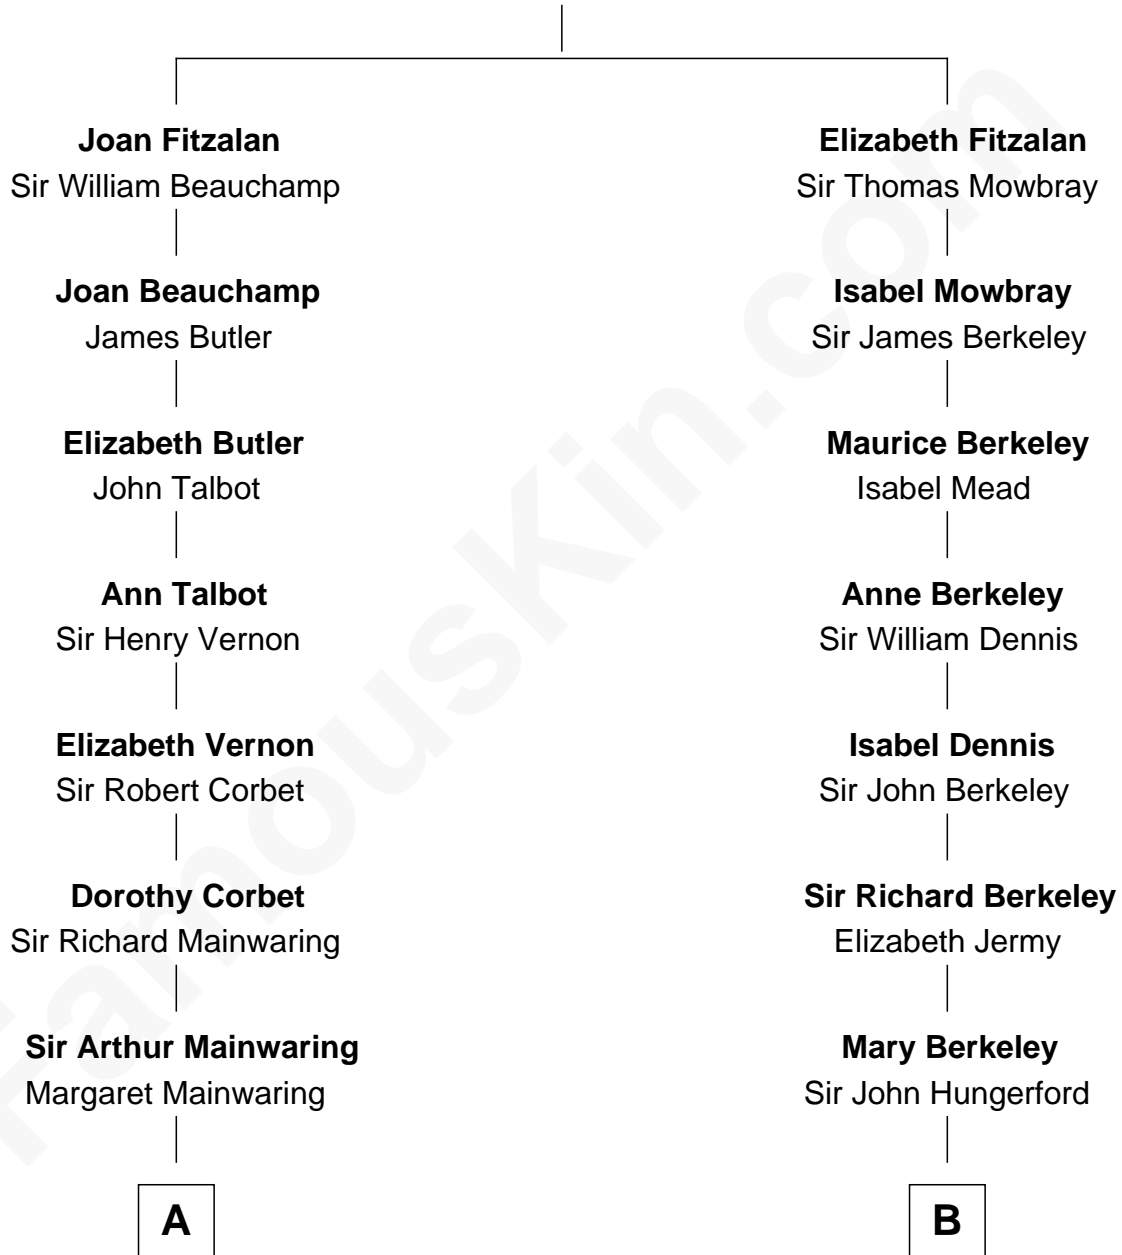 Joan Fitzalan
Sir William Beauchamp
Joan Beauchamp
James Butler
Elizabeth Butler
John Talbot
Ann Talbot
Sir Henry Vernon
Elizabeth Vernon
Sir Robert Corbet
Dorothy Corbet
Sir Richard Mainwaring
Sir Arthur Mainwaring
Margaret Mainwaring
A
Elizabeth Fitzalan
Sir Thomas Mowbray
Isabel Mowbray
Sir James Berkeley
Maurice Berkeley
Isabel Mead
Anne Berkeley
Sir William Dennis
Isabel Dennis
Sir John Berkeley
Sir Richard Berkeley
Elizabeth Jermy
Mary Berkeley
Sir John Hungerford
B
FamousKin.com